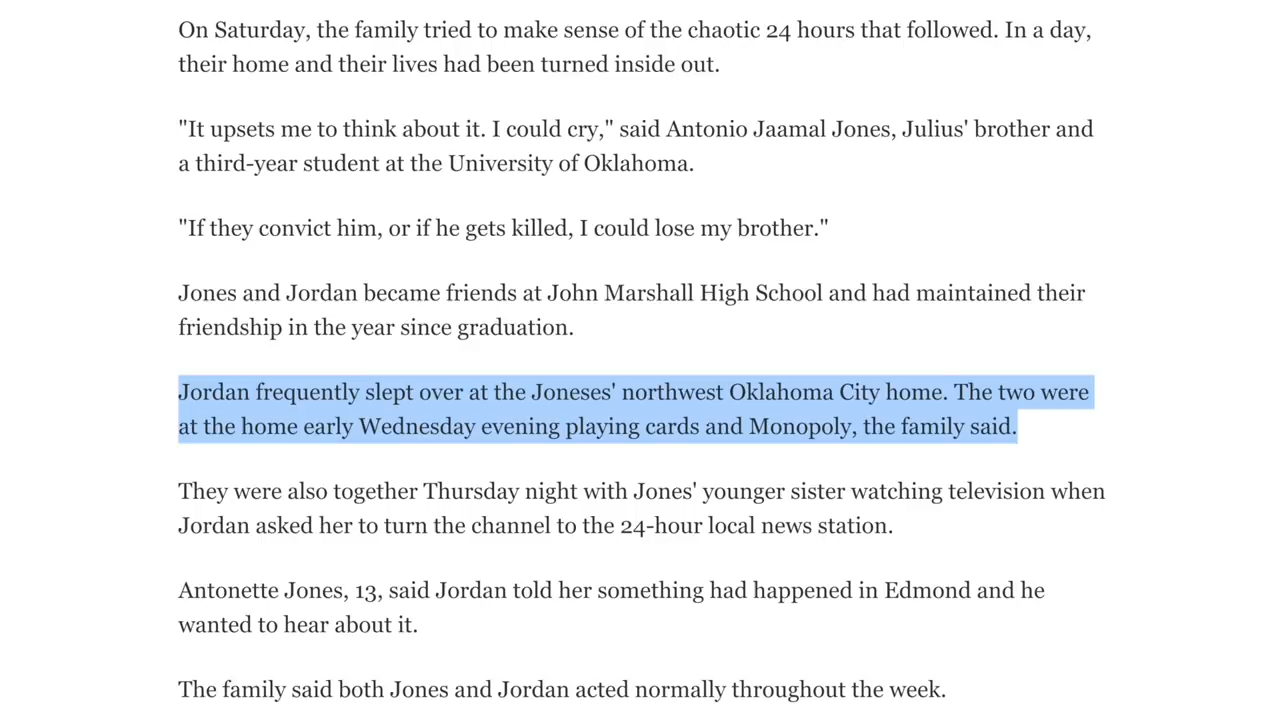 On Saturday, the family tried to make sense of the chaotic 24 hours that followed. In a day,
their home and their lives had been turned inside out.
"It upsets me to think about it. I could cry," said Antonio Jaamal Jones, Julius' brother and
a third-year student at the University of Oklahoma.
"If they convict him, or if he gets killed, I could lose my brother."
Jones and Jordan became friends at John Marshall High School and had maintained their
friendship in the year since graduation.
Jordan frequently slept over at the Joneses' northwest Oklahoma City home. The two were
at the home early Wednesday evening playing cards and Monopoly, the family said.
They were also together Thursday night with Jones' younger sister watching television when
Jordan asked her to turn the channel to the 24-hour local news station.
Antonette Jones, 13, said Jordan told her something had happened in Edmond and he
wanted to hear about it.
The family said both Jones and Jordan acted normally throughout the week.